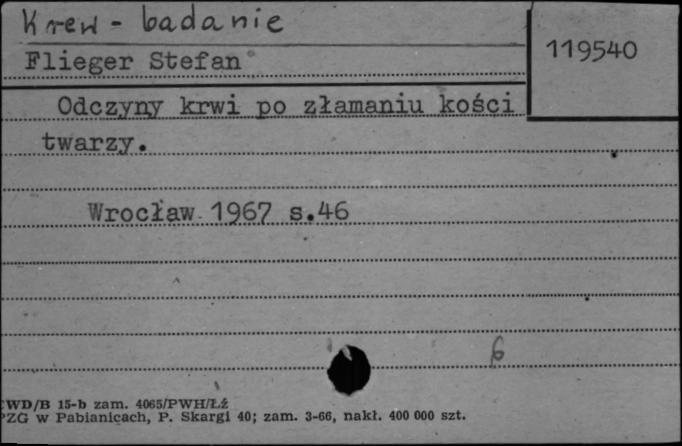 Krew - badanie
Flieger Stefan
119540
Odczyny krwi po złamaniu kości
twarzy.
Wrocław 1967 s.46
6
WD/B 15-b zam. 4065/PWH/Łź
PZG w Pabianicach, P. Skargi 40; zam. 3-66, nakł. 400 000 szt.